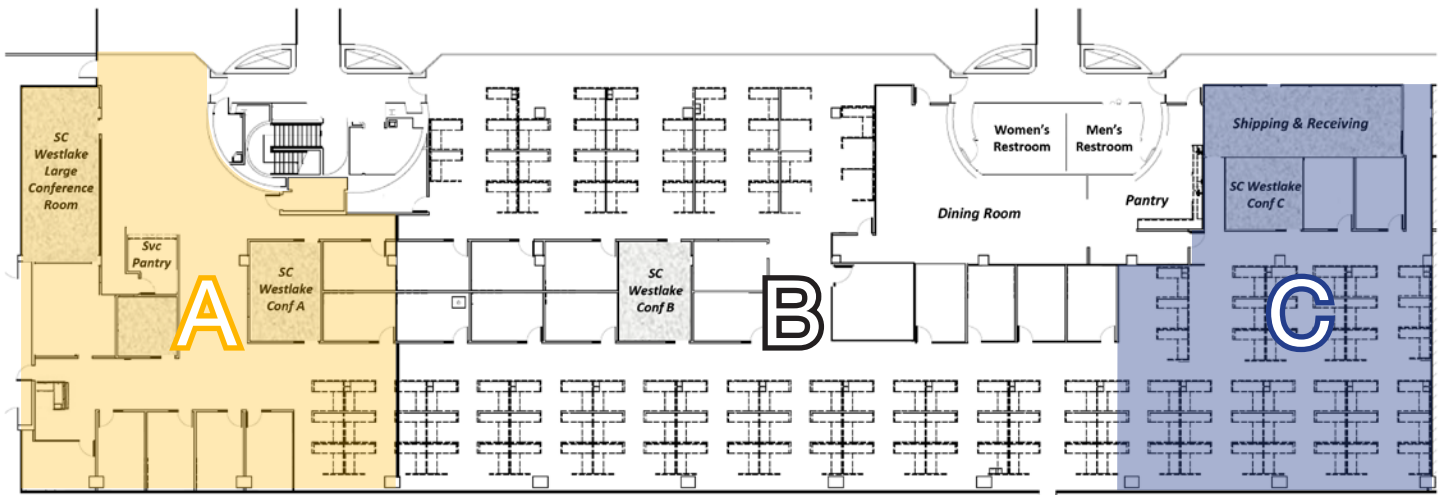 SC
Westlake
Large
Conference
Room
Svc
Pantry
A
SC
Westlake
Conf A
SC
Westlake
Conf B
B
Women's
Restroom
Men's
Restroom
Dining Room
Pantry
Shipping & Receiving
SC Westlake
Conf C
C